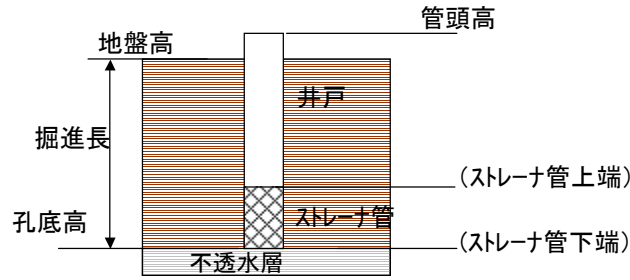 管頭高
地盤高
井戸
掘進長
(ストレーナ管上端)
ストレーナ管
孔底高
(ストレーナ管下端)
不透水層